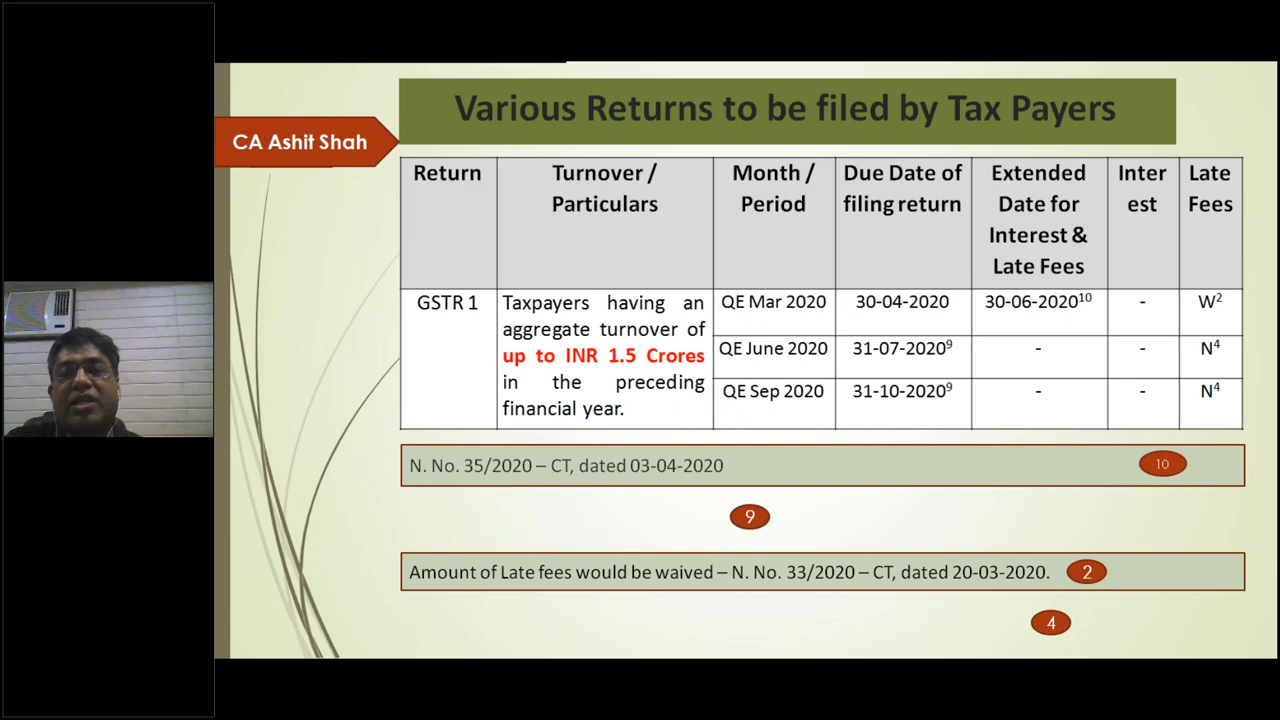 Various Returns to be filed by Tax Payers
CA Ashit Shah
Return
Turnover /
Particulars
Month /
Period
Due Date of
filing return
Extended
Date for
Interest &
Late Fees
Inter
est
Late
Fees
GSTR 1
Taxpayers having an
aggregate turnover of
up to INR 1.5 Crores
in the preceding
financial year.
QE Mar 2020
30-04-2020
30-06-2020¹⁰
-
W²
QE June 2020
31-07-2020⁹
-
-
N⁴
QE Sep 2020
31-10-2020⁹
-
-
N⁴
N. No. 35/2020 – CT, dated 03-04-2020
10
9
Amount of Late fees would be waived – N. No. 33/2020 – CT, dated 20-03-2020.
2
4